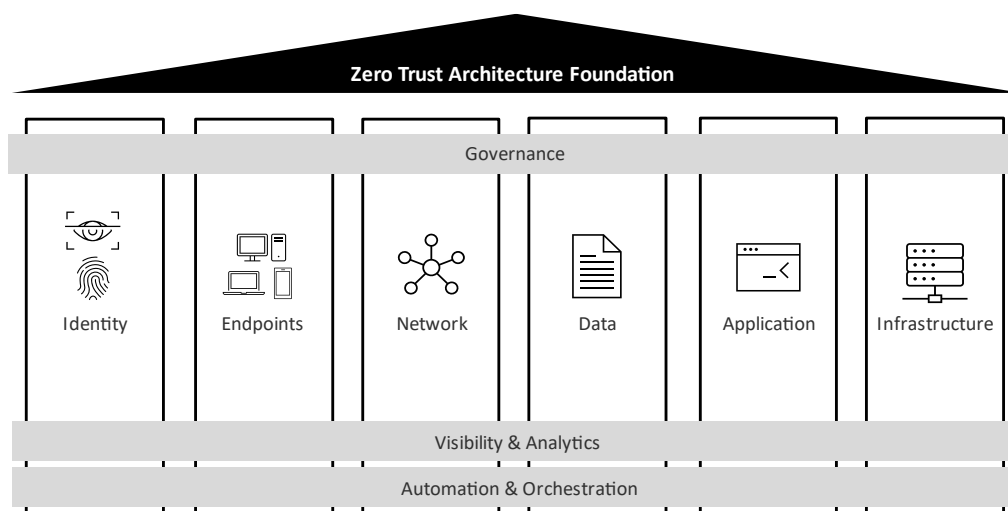 Zero Trust Architecture Foundation
Governance
Identity
Endpoints
Network
Data
Application
Infrastructure
Visibility & Analytics
Automation & Orchestration